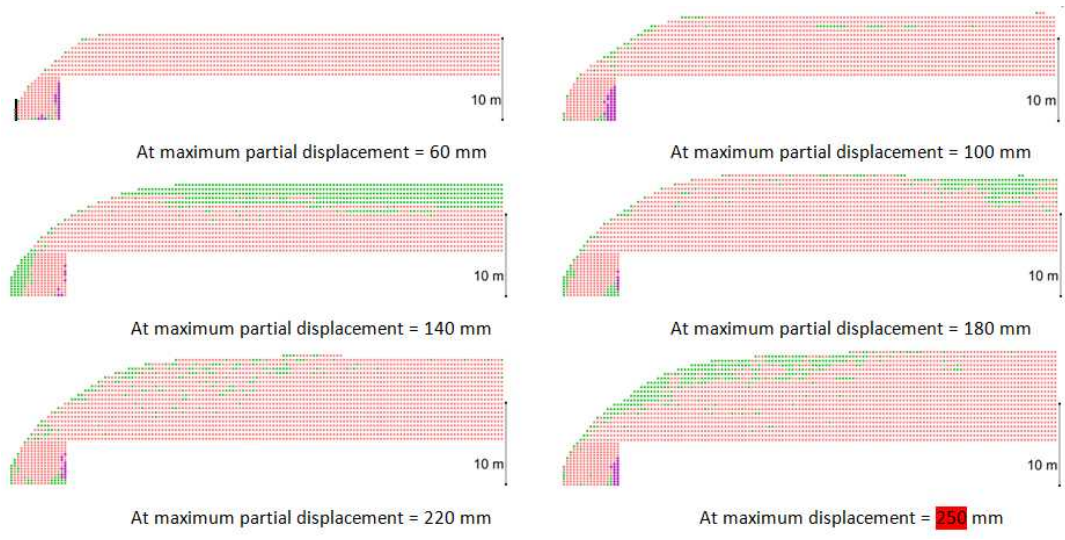 10 m
10 m
At maximum partial displacement = 60 mm
At maximum partial displacement = 100 mm
10 m
10 m
At maximum partial displacement = 140 mm
At maximum partial displacement = 180 mm
10 m
10 m
At maximum partial displacement = 220 mm
At maximum displacement = 250 mm